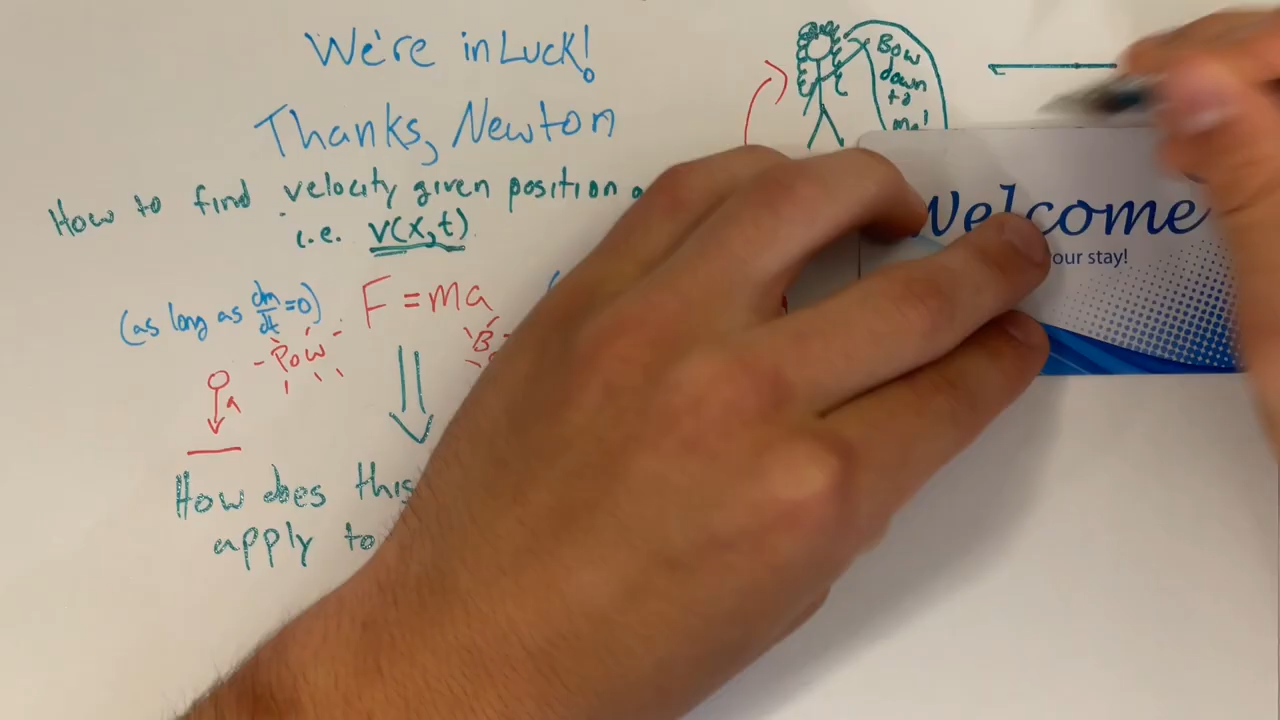 We're in Luck!
Thanks, Newton
How to find velocity given position
i.e. v(x,t)
(as long as dm/dt=0)
F=ma
Pow
a
How does this
apply to
Bow
down
to
me!
Welcome
our stay!